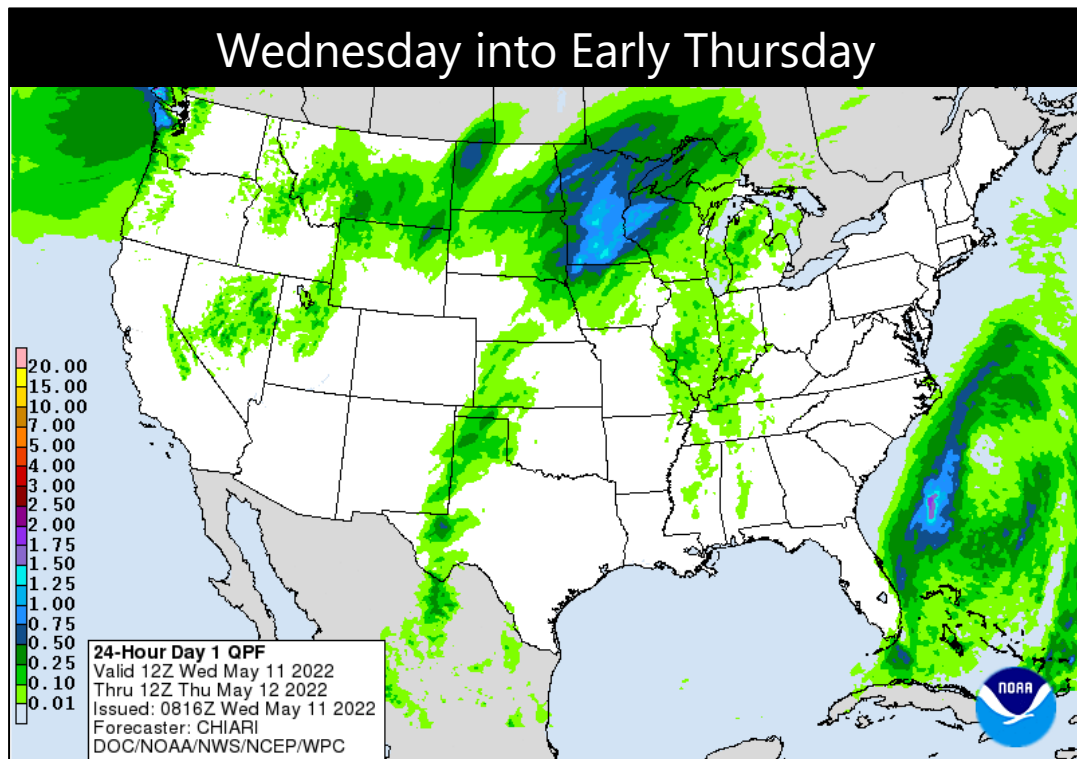 Wednesday into Early Thursday
20.00
15.00
10.00
7.00
5.00
4.00
3.00
2.50
2.00
1.75
1.50
1.25
1.00
0.75
0.50
0.25
0.10
0.01
24-Hour Day 1 QPF
Valid 12Z Wed May 11 2022
Thru 12Z Thu May 12 2022
Issued: 0816Z Wed May 11 2022
Forecaster: CHIARI
DOC/NOAA/NWS/NCEP/WPC
NOAA